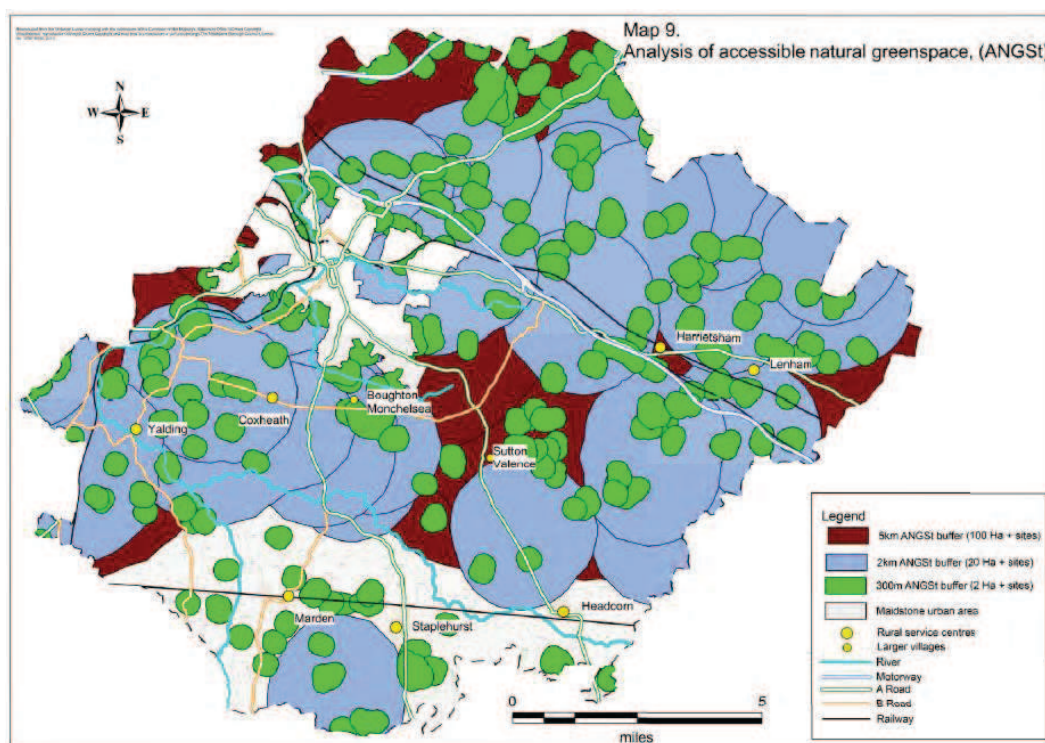 Map 9.
Analysis of accessible natural greenspace, (ANGSt)
N
W E
S
Harrietsham
Lenham
Boughton
Monchelsea
Coxheath
Yalding
Sutton
Valence
Headcorn
Marden
Staplehurst
0 5
miles
Legend
5km ANGSt buffer (100 Ha + sites)
2km ANGSt buffer (20 Ha + sites)
300m ANGSt buffer (2 Ha + sites)
Maidstone urban area
Rural service centres
Larger villages
River
Motorway
A Road
B Road
Railway